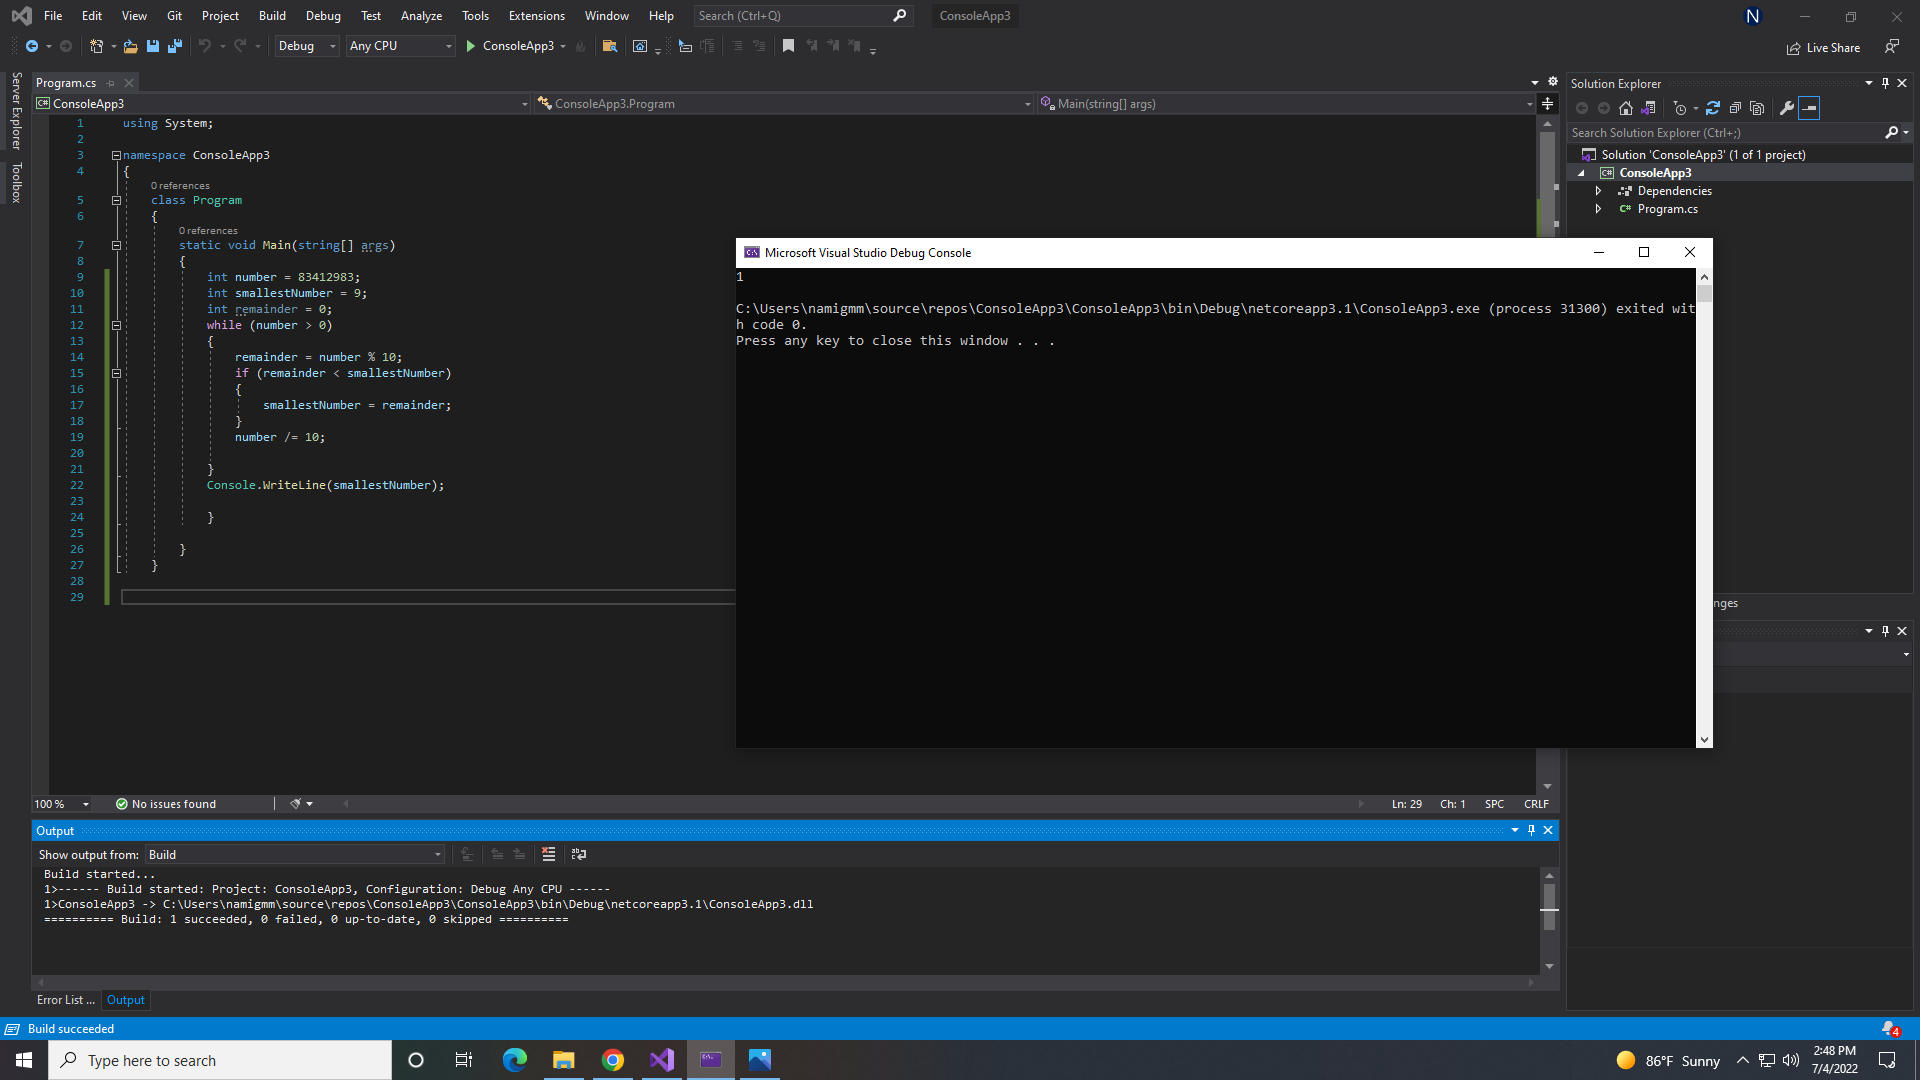 File Edit View Git Project Build Debug Test Analyze Tools Extensions Window Help Search (Ctrl+Q) ConsoleApp3 N
Debug Any CPU ConsoleApp3 Live Share
Server Explorer
Toolbox
Program.cs
ConsoleApp3 ConsoleApp3.Program Main(string[] args)
1 using System;
2
3 namespace ConsoleApp3
4 {
0 references
5 class Program
6 {
0 references
7 static void Main(string[] args)
8 {
9 int number = 83412983;
10 int smallestNumber = 9;
11 int remainder = 0;
12 while (number > 0)
13 {
14 remainder = number % 10;
15 if (remainder < smallestNumber)
16 {
17 smallestNumber = remainder;
18 }
19 number /= 10;
20
21 }
22 Console.WriteLine(smallestNumber);
23
24 }
25
26 }
27 }
28
29
Microsoft Visual Studio Debug Console
1
C:\Users\namigmm\source\repos\ConsoleApp3\ConsoleApp3\bin\Debug\netcoreapp3.1\ConsoleApp3.exe (process 31300) exited wit
h code 0.
Press any key to close this window . . .
Solution Explorer
Search Solution Explorer (Ctrl+;)
Solution 'ConsoleApp3' (1 of 1 project)
ConsoleApp3
Dependencies
Program.cs
nges
100 % No issues found Ln: 29 Ch: 1 SPC CRLF
Output
Show output from: Build
Build started...
1>------ Build started: Project: ConsoleApp3, Configuration: Debug Any CPU ------
1>ConsoleApp3 -> C:\Users\namigmm\source\repos\ConsoleApp3\ConsoleApp3\bin\Debug\netcoreapp3.1\ConsoleApp3.dll
========== Build: 1 succeeded, 0 failed, 0 up-to-date, 0 skipped ==========
Error List ... Output
Build succeeded 4
Type here to search 86°F Sunny 2:48 PM
7/4/2022